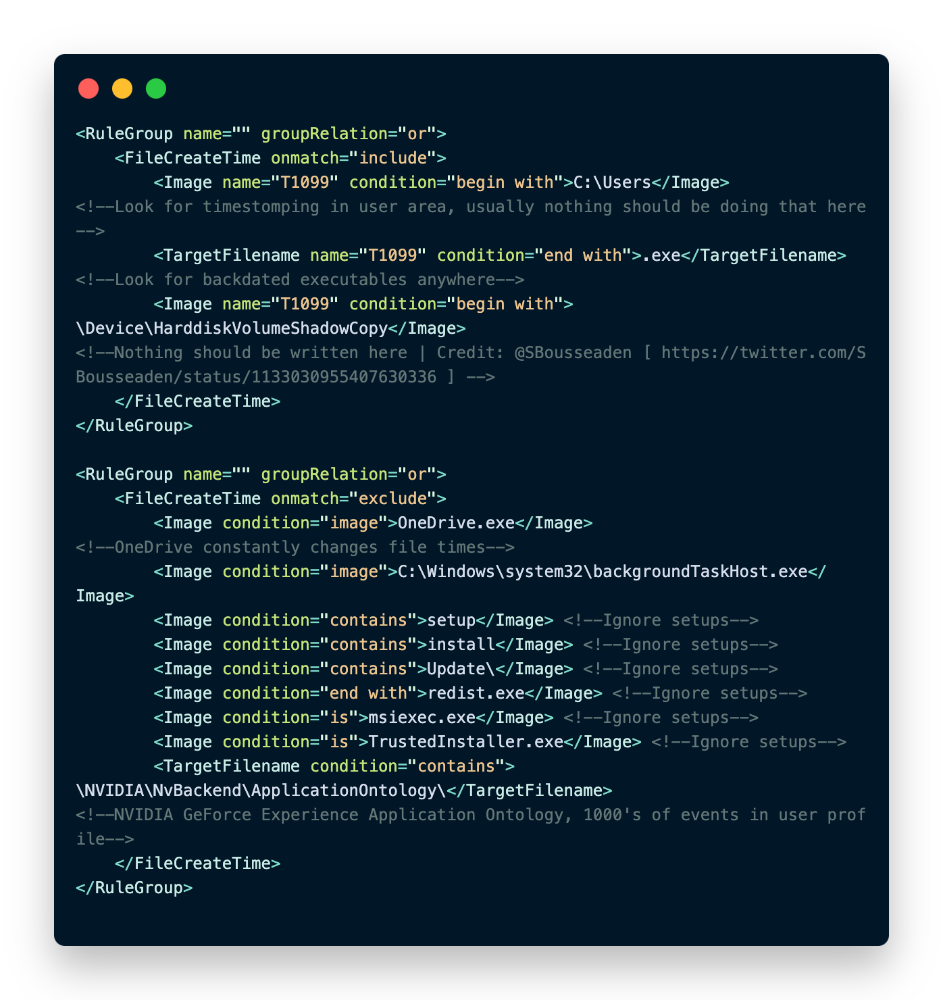 <RuleGroup name="" groupRelation="or">
    <FileCreateTime onmatch="include">
        <Image name="T1099" condition="begin with">C:\Users</Image>
<!--Look for timestomping in user area, usually nothing should be doing that here
-->
        <TargetFilename name="T1099" condition="end with">.exe</TargetFilename>
<!--Look for backdated executables anywhere-->
        <Image name="T1099" condition="begin with">
\Device\HarddiskVolumeShadowCopy</Image>
<!--Nothing should be written here | Credit: @SBousseaden [ https://twitter.com/S
Bousseaden/status/1133030955407630336 ] -->
    </FileCreateTime>
</RuleGroup>

<RuleGroup name="" groupRelation="or">
    <FileCreateTime onmatch="exclude">
        <Image condition="image">OneDrive.exe</Image>
<!--OneDrive constantly changes file times-->
        <Image condition="image">C:\Windows\system32\backgroundTaskHost.exe</
Image>
        <Image condition="contains">setup</Image> <!--Ignore setups-->
        <Image condition="contains">install</Image> <!--Ignore setups-->
        <Image condition="contains">Update\</Image> <!--Ignore setups-->
        <Image condition="end with">redist.exe</Image> <!--Ignore setups-->
        <Image condition="is">msiexec.exe</Image> <!--Ignore setups-->
        <Image condition="is">TrustedInstaller.exe</Image> <!--Ignore setups-->
        <TargetFilename condition="contains">
\NVIDIA\NvBackend\ApplicationOntology\</TargetFilename>
<!--NVIDIA GeForce Experience Application Ontology, 1000's of events in user prof
ile-->
    </FileCreateTime>
</RuleGroup>